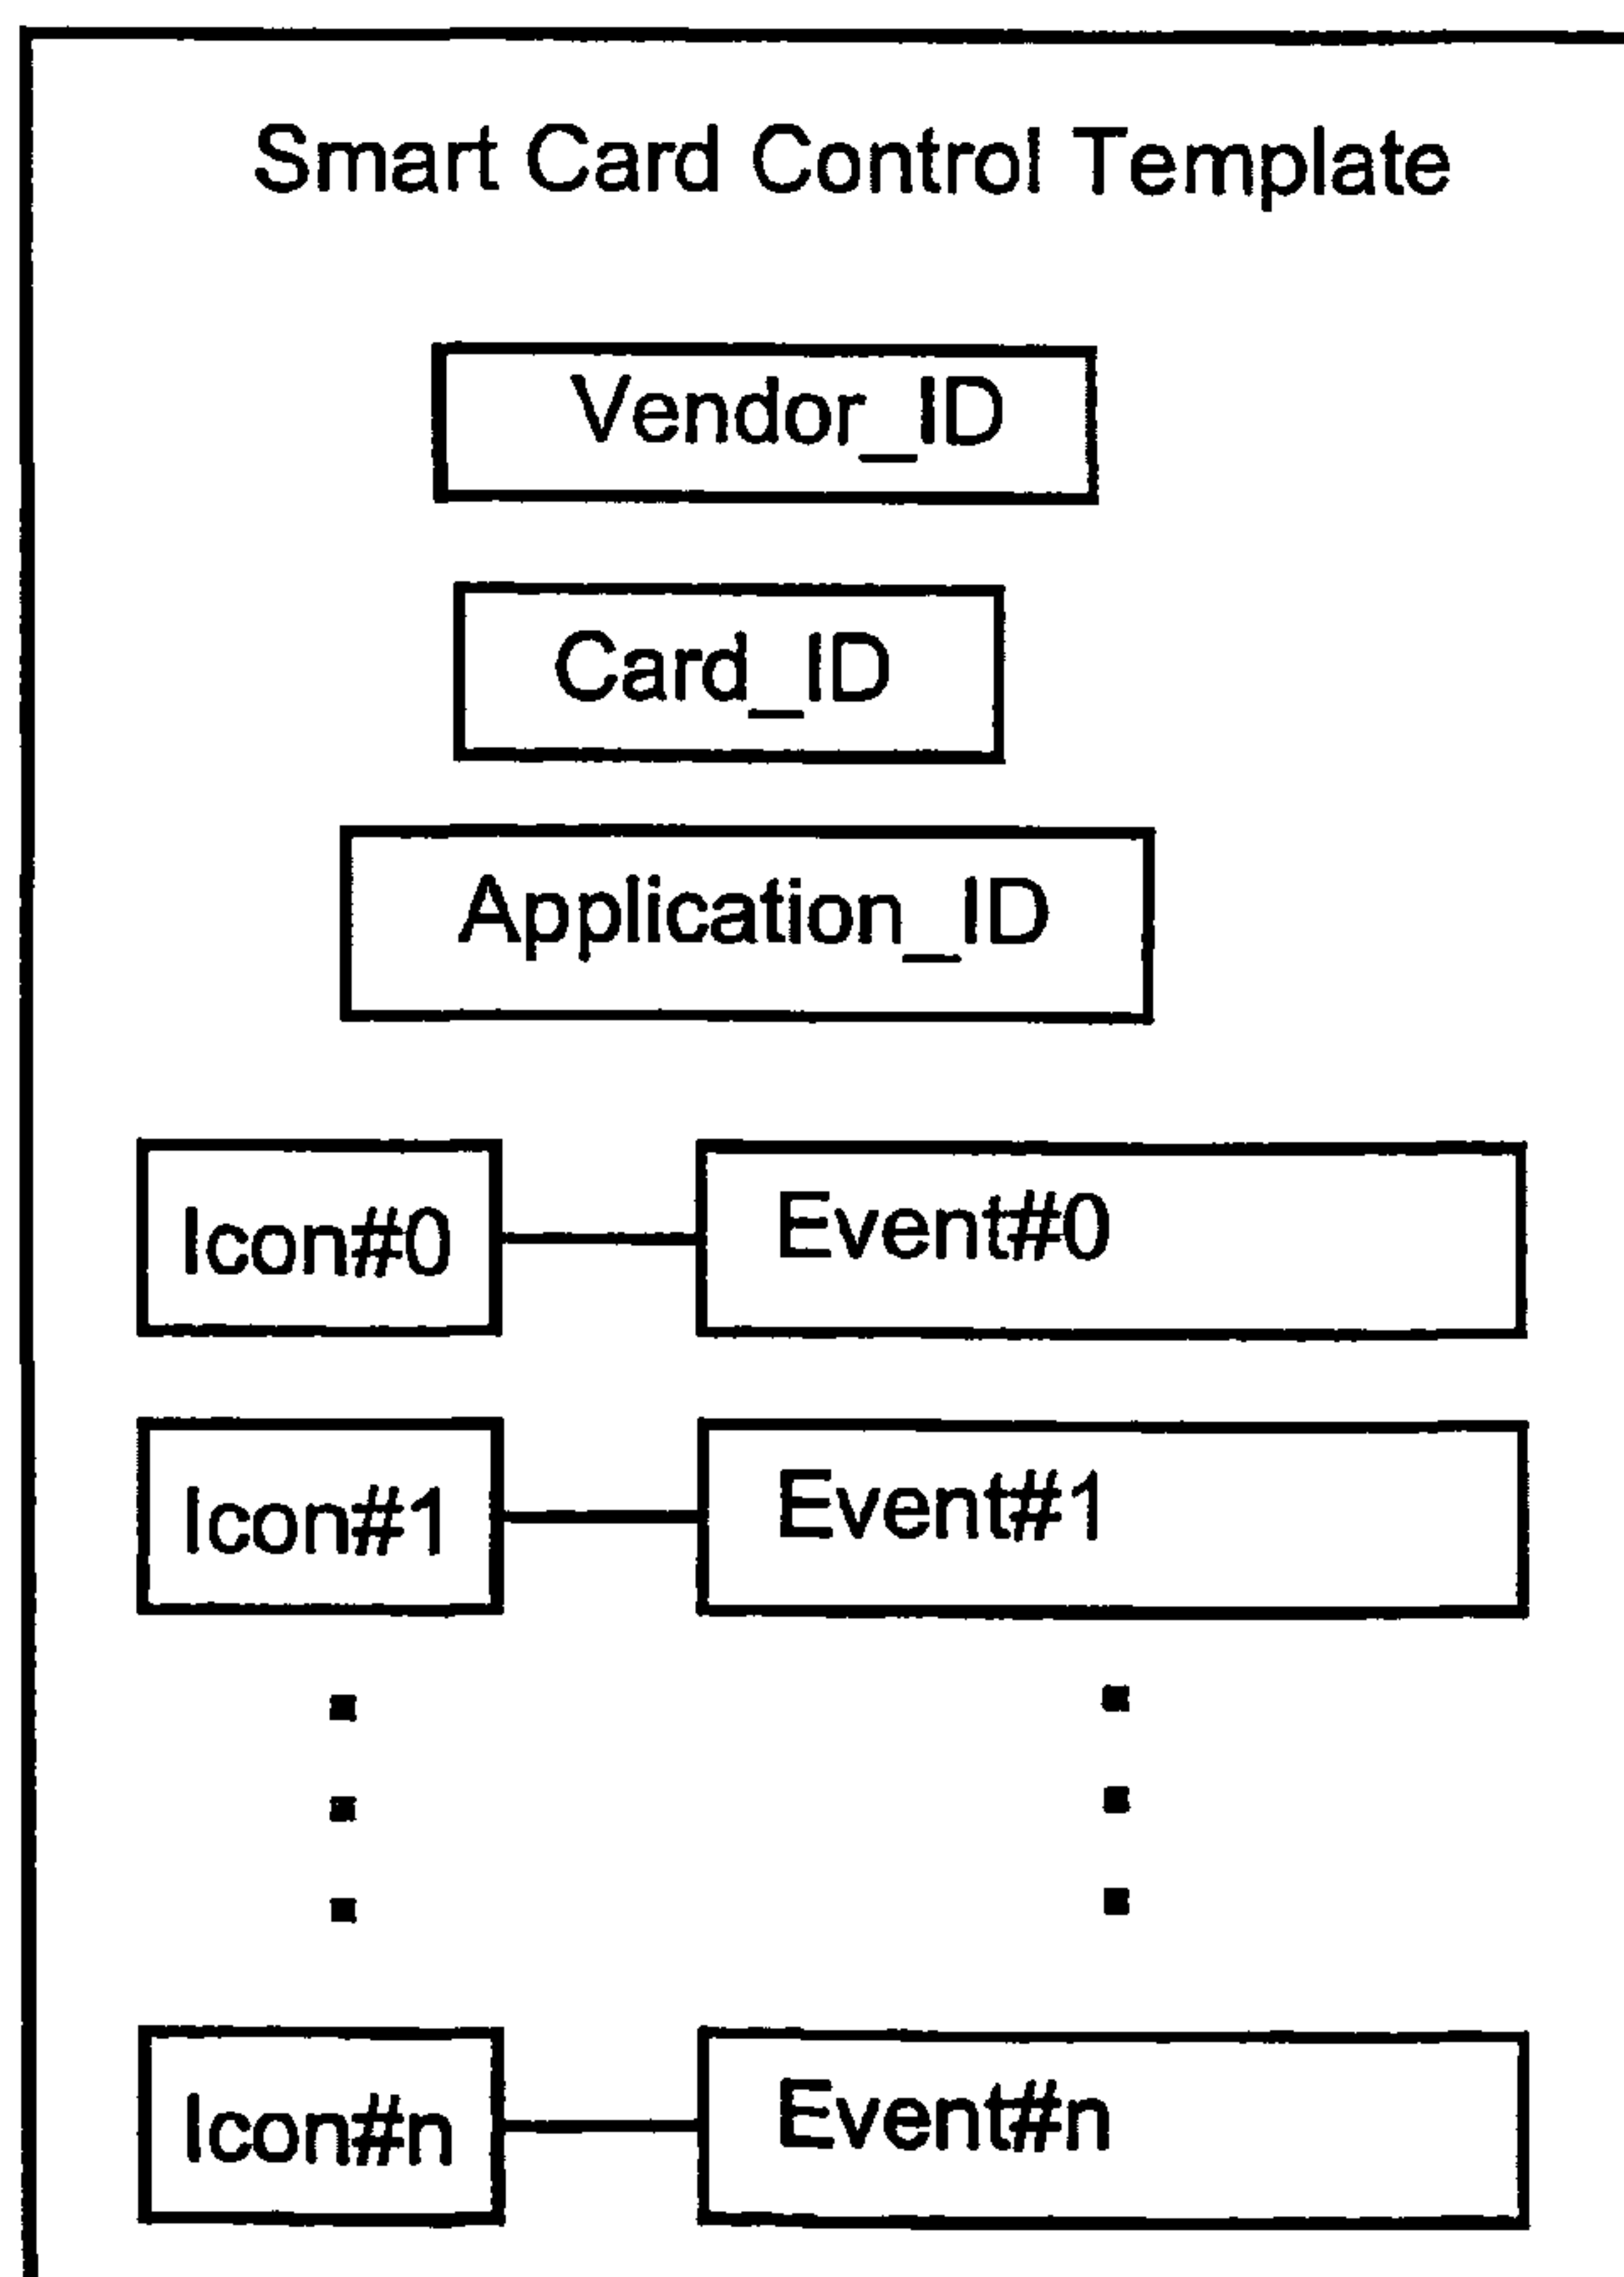 Smart Card Control Template
Vendor_ID
Card_ID
Application_ID
Icon#0 Event#0
Icon#1 Event#1
Icon#n Event#n